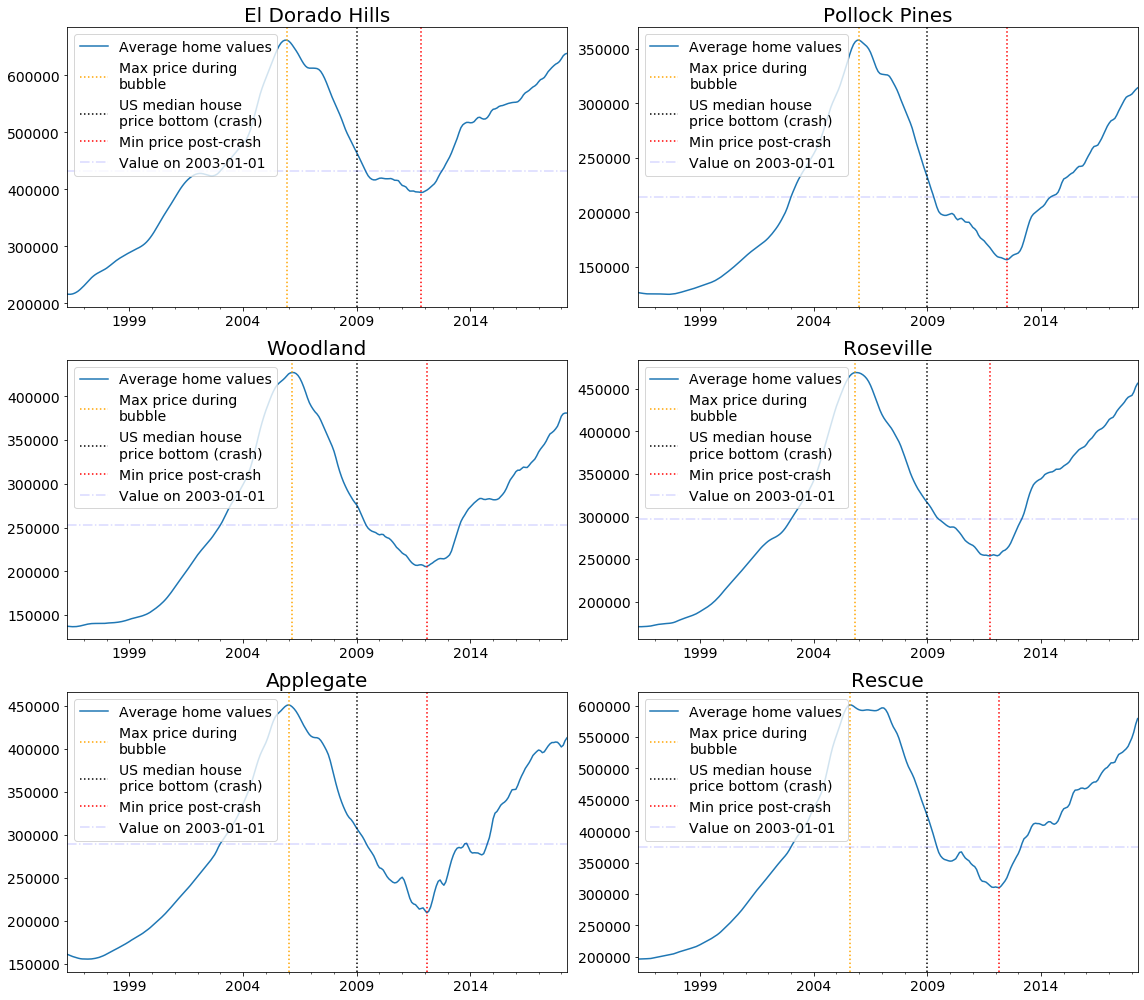 El Dorado Hills
600000
500000
400000
300000
200000
Average home values
Max price during
bubble
US median house
price bottom (crash)
Min price post-crash
Value on 2003-01-01
1999
2004
2009
2014
Pollock Pines
350000
300000
250000
200000
150000
Average home values
Max price during
bubble
US median house
price bottom (crash)
Min price post-crash
Value on 2003-01-01
1999
2004
2009
2014
Woodland
400000
350000
300000
250000
200000
150000
Average home values
Max price during
bubble
US median house
price bottom (crash)
Min price post-crash
Value on 2003-01-01
1999
2004
2009
2014
Roseville
450000
400000
350000
300000
250000
200000
Average home values
Max price during
bubble
US median house
price bottom (crash)
Min price post-crash
Value on 2003-01-01
1999
2004
2009
2014
Applegate
450000
400000
350000
300000
250000
200000
150000
Average home values
Max price during
bubble
US median house
price bottom (crash)
Min price post-crash
Value on 2003-01-01
1999
2004
2009
2014
Rescue
600000
550000
500000
450000
400000
350000
300000
250000
200000
Average home values
Max price during
bubble
US median house
price bottom (crash)
Min price post-crash
Value on 2003-01-01
1999
2004
2009
2014